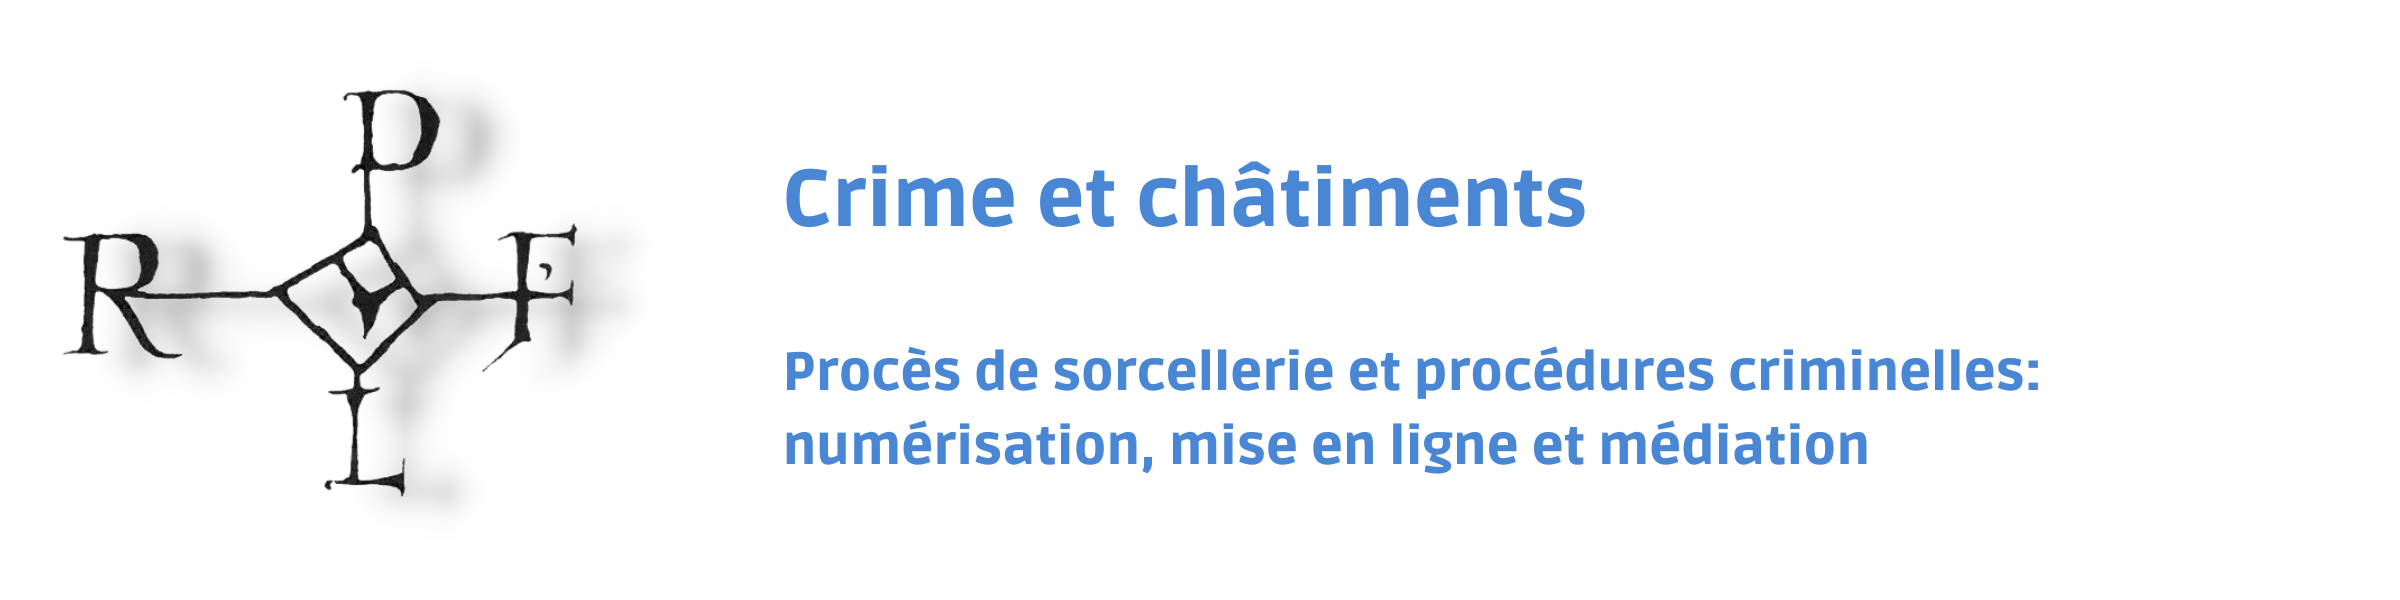 D
R F
L
Crime et châtiments
Procès de sorcellerie et procédures criminelles:
numérisation, mise en ligne et médiation